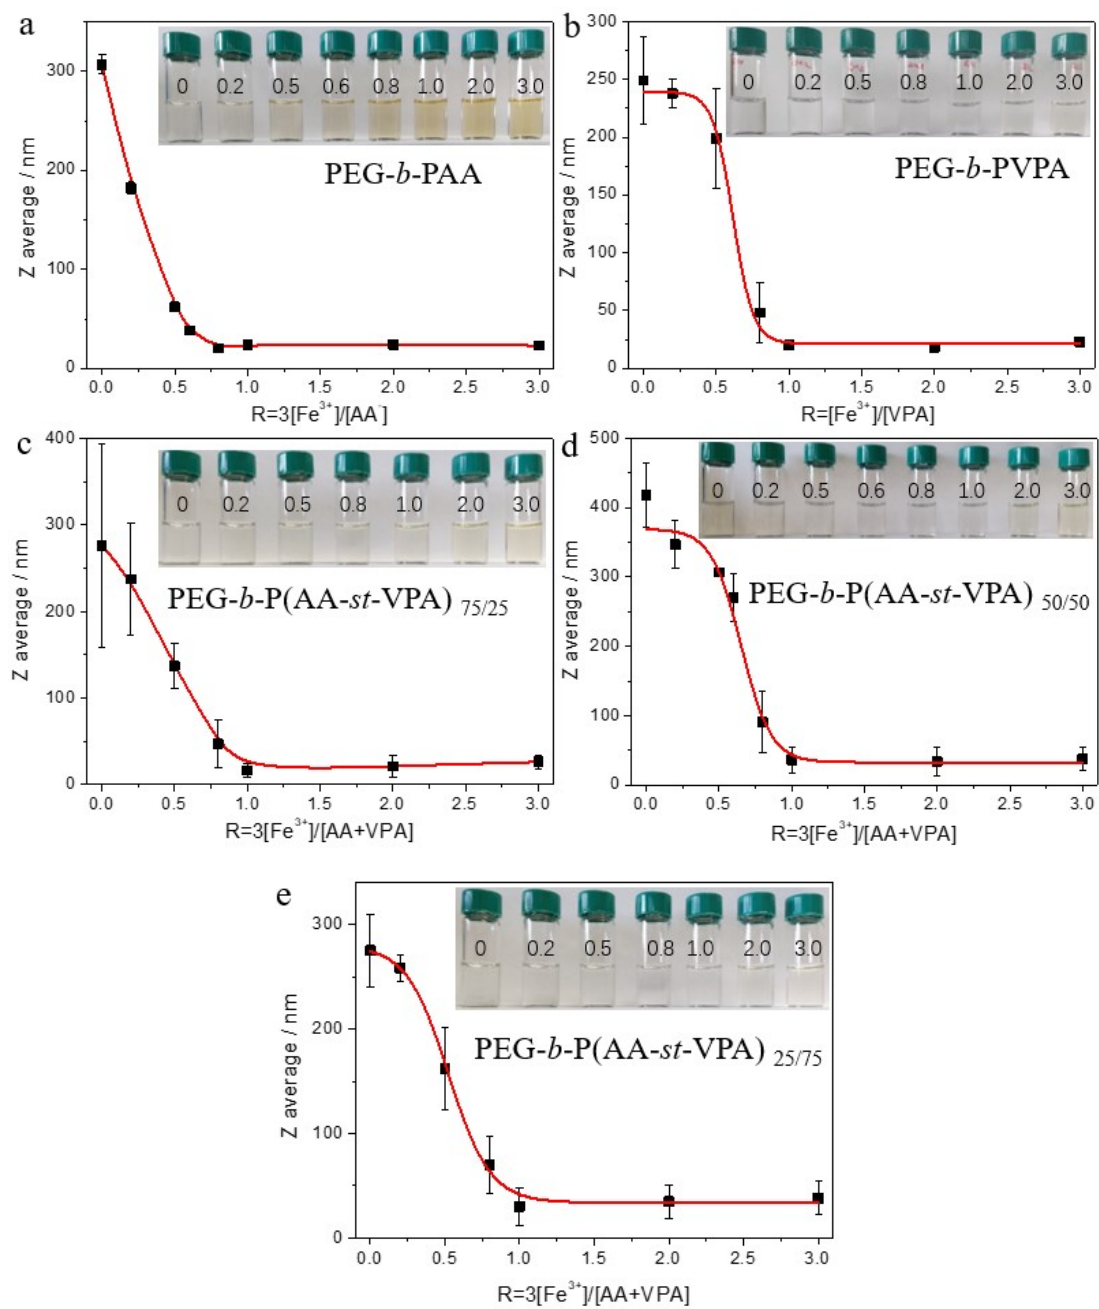 a
0 0.2 0.5 0.6 0.8 1.0 2.0 3.0
PEG-b-PAA
Z average / nm
300
200
100
0
0.0 0.5 1.0 1.5 2.0 2.5 3.0
R=3[Fe³⁺]/[AA⁻]
b
0 0.2 0.5 0.8 1.0 2.0 3.0
PEG-b-PVPA
Z average / nm
300
250
200
150
100
50
0
0.0 0.5 1.0 1.5 2.0 2.5 3.0
R=[Fe³⁺]/[VPA]
c
0 0.2 0.5 0.8 1.0 2.0 3.0
PEG-b-P(AA-st-VPA) 75/25
Z average / nm
400
300
200
100
0
0.0 0.5 1.0 1.5 2.0 2.5 3.0
R=3[Fe³⁺]/[AA+VPA]
d
0 0.2 0.5 0.6 0.8 1.0 2.0 3.0
PEG-b-P(AA-st-VPA) 50/50
Z average / nm
500
400
300
200
100
0
0.0 0.5 1.0 1.5 2.0 2.5 3.0
R=3[Fe³⁺]/[AA+VPA]
e
0 0.2 0.5 0.8 1.0 2.0 3.0
PEG-b-P(AA-st-VPA) 25/75
Z average / nm
300
200
100
0
0.0 0.5 1.0 1.5 2.0 2.5 3.0
R=3[Fe³⁺]/[AA+VPA]